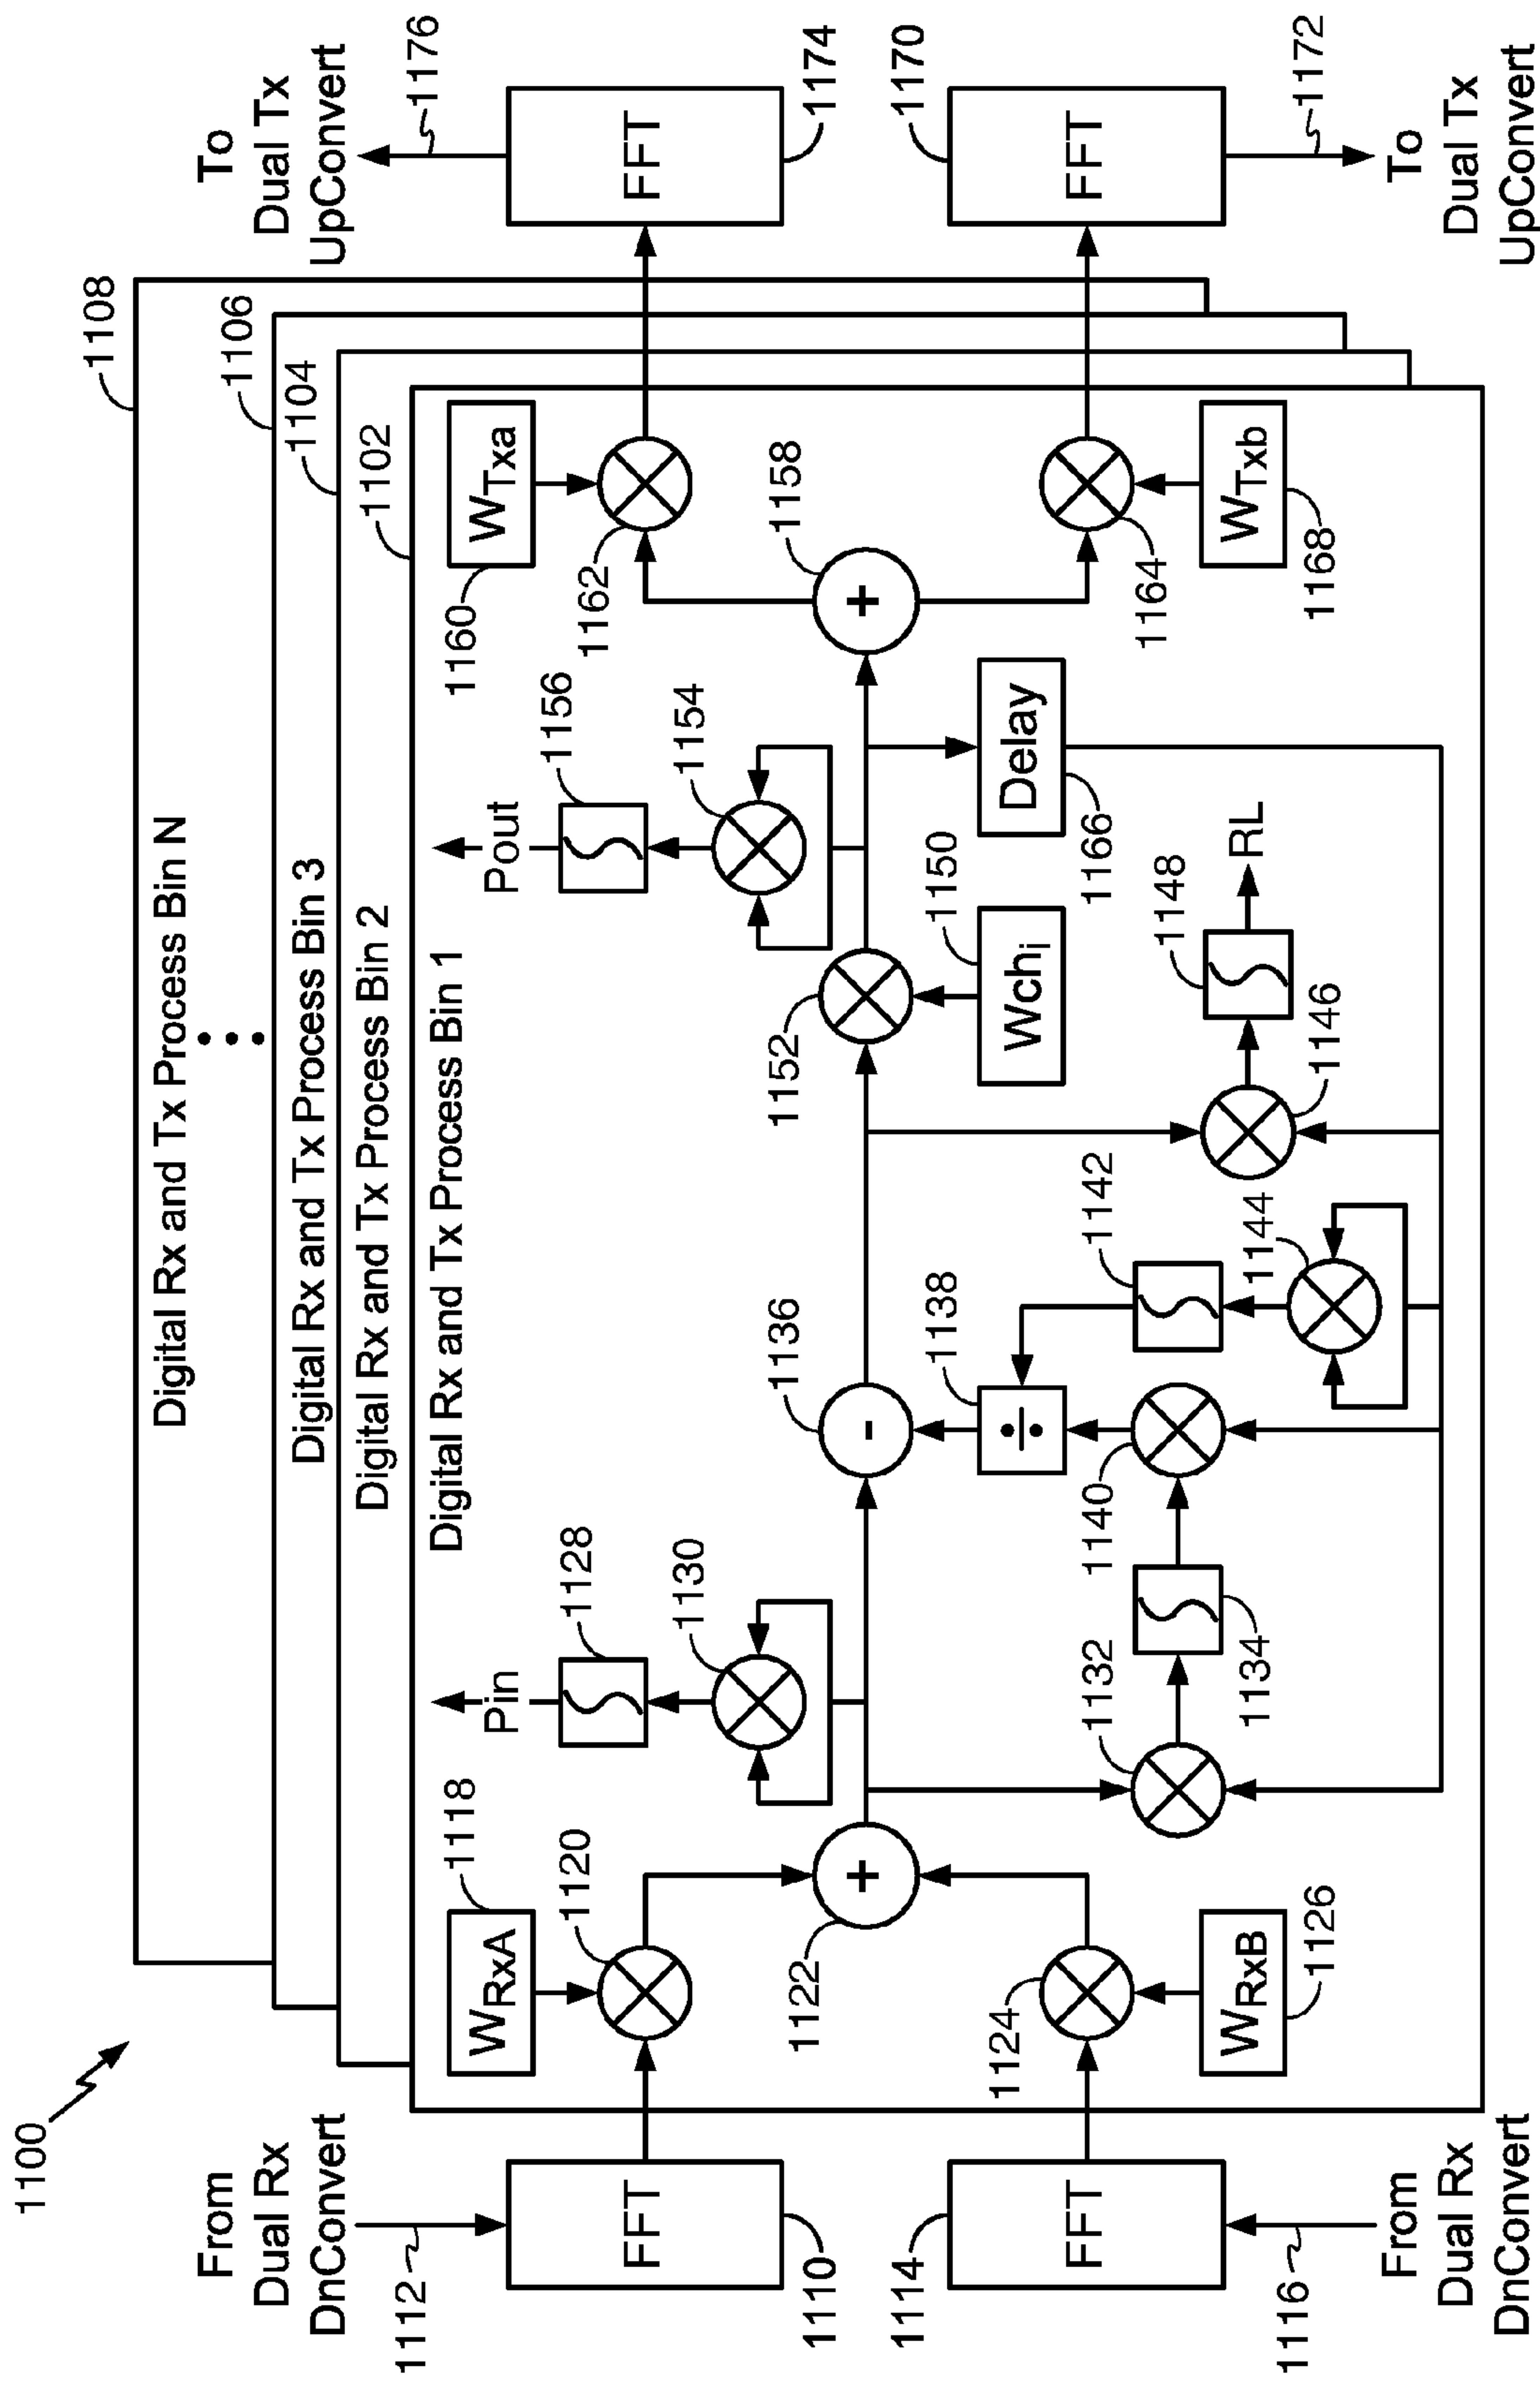 1100
1108
Digital Rx and Tx Process Bin N
1106
Digital Rx and Tx Process Bin 3
1104
Digital Rx and Tx Process Bin 2
1102
Digital Rx and Tx Process Bin 1
From
Dual Rx
DnConvert
1112
FFT
1110
1114
FFT
1116
From
Dual Rx
DnConvert
WRxA
1118
1120
1122
+
1124
WRxB
1126
Pin
1128
1130
1132
1134
1136
-
1138
÷
1140
1142
1144
1146
1148
RL
Wchi
1150
1152
Pout
1156
1154
Delay
1166
1158
+
WTxa
1160
1162
1164
WTxb
1168
To
Dual Tx
UpConvert
1176
FFT
1174
FFT
1170
1172
To
Dual Tx
UpConvert